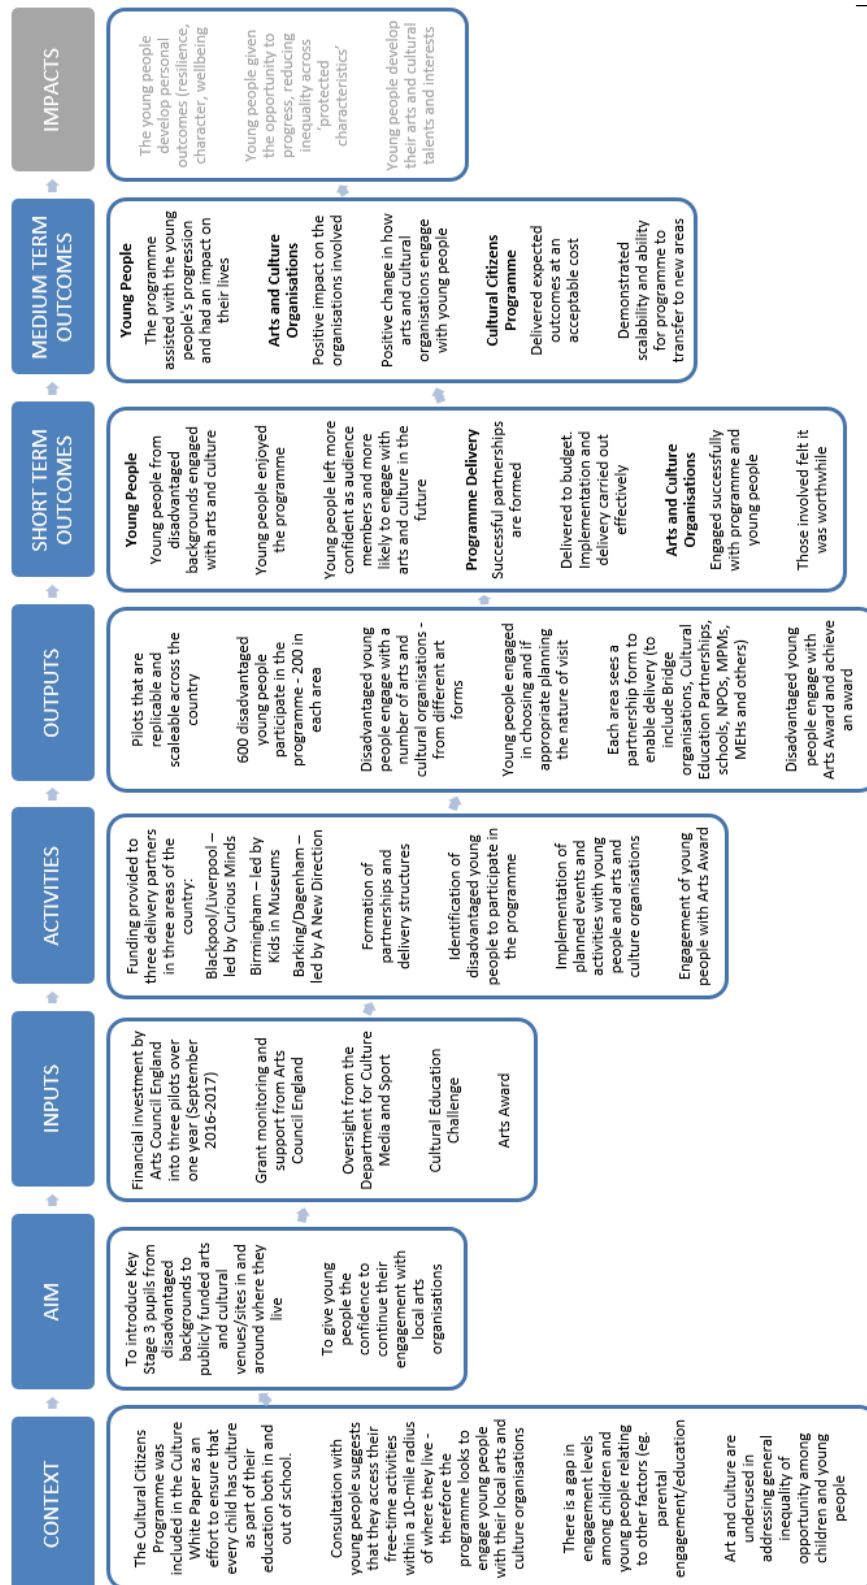 CONTEXT
The Cultural Citizens
Programme was
included in the Culture
White Paper as an
effort to ensure that
every child has culture
as part of their
education both in and
out of school.
Consultation with
young people suggests
that they access their
free-time activities
within a 10-mile radius
of where they live -
therefore the
programme looks to
engage young people
with their local arts and
culture organisations
There is a gap in
engagement levels
among children and
young people relating
to other factors (eg.
parental
engagement/education
Art and culture are
underused in
addressing general
inequality of
opportunity among
children and young
people
AIM
To introduce Key
Stage 3 pupils from
disadvantaged
backgrounds to
publicly funded arts
and cultural
venues/sites in and
around where they
live
To give young
people the
confidence to
continue their
engagement with
local arts
organisations
INPUTS
Financial investment by
Arts Council England
into three pilots over
one year (September
2016-2017)
Grant monitoring and
support from Arts
Council England
Oversight from the
Department for Culture
Media and Sport
Cultural Education
Challenge
Arts Award
ACTIVITIES
Funding provided to
three delivery partners
in three areas of the
country:
Blackpool/Liverpool –
led by Curious Minds
Birmingham – led by
Kids in Museums
Barking/Dagenham –
led by A New Direction
Formation of
partnerships and
delivery structures
Identification of
disadvantaged young
people to participate in
the programme
Implementation of
planned events and
activities with young
people and arts and
culture organisations
Engagement of young
people with Arts Award
OUTPUTS
Pilots that are
replicable and
scaleable across the
country
600 disadvantaged
young people
participate in the
programme - 200 in
each area
Disadvantaged young
people engage with a
number of arts and
cultural organisations -
from different art
forms
Young people engaged
in choosing and if
appropriate planning
the nature of visit
Each area sees a
partnership form to
enable delivery (to
include Bridge
organisations, Cultural
Education Partnerships,
schools, NPOs, MPMs,
MEHs and others)
Disadvantaged young
people engage with
Arts Award and achieve
an award
SHORT TERM
OUTCOMES
Young People
Young people from
disadvantaged
backgrounds engaged
with arts and culture
Young people enjoyed
the programme
Young people left more
confident as audience
members and more
likely to engage with
arts and culture in the
future
Programme Delivery
Successful partnerships
are formed
Delivered to budget.
Implementation and
delivery carried out
effectively
Arts and Culture
Organisations
Engaged successfully
with programme and
young people
Those involved felt it
was worthwhile
MEDIUM TERM
OUTCOMES
Young People
The programme
assisted with the young
people's progression
and had an impact on
their lives
Arts and Culture
Organisations
Positive impact on the
organisations involved
Positive change in how
arts and cultural
organisations engage
with young people
Cultural Citizens
Programme
Delivered expected
outcomes at an
acceptable cost
Demonstrated
scalability and ability
for programme to
transfer to new areas
IMPACTS
The young people
develop personal
outcomes (resilience,
character, wellbeing
Young people given
the opportunity to
progress, reducing
inequality across
‘protected
characteristics’
Young people develop
their arts and cultural
talents and interests